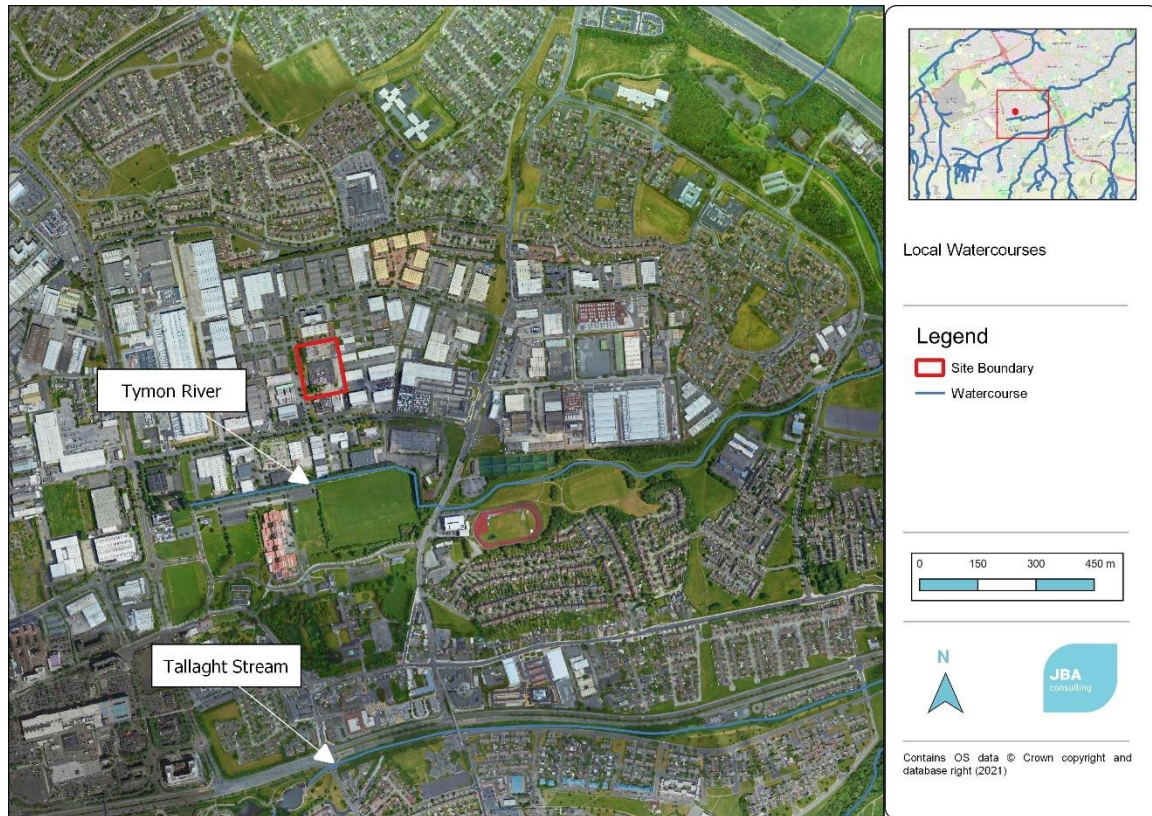 Tymon River
Tallaght Stream
Local Watercourses
Legend
Site Boundary
Watercourse
0 150 300 450 m
N
JBA
consulting
Contains OS data © Crown copyright and
database right (2021)